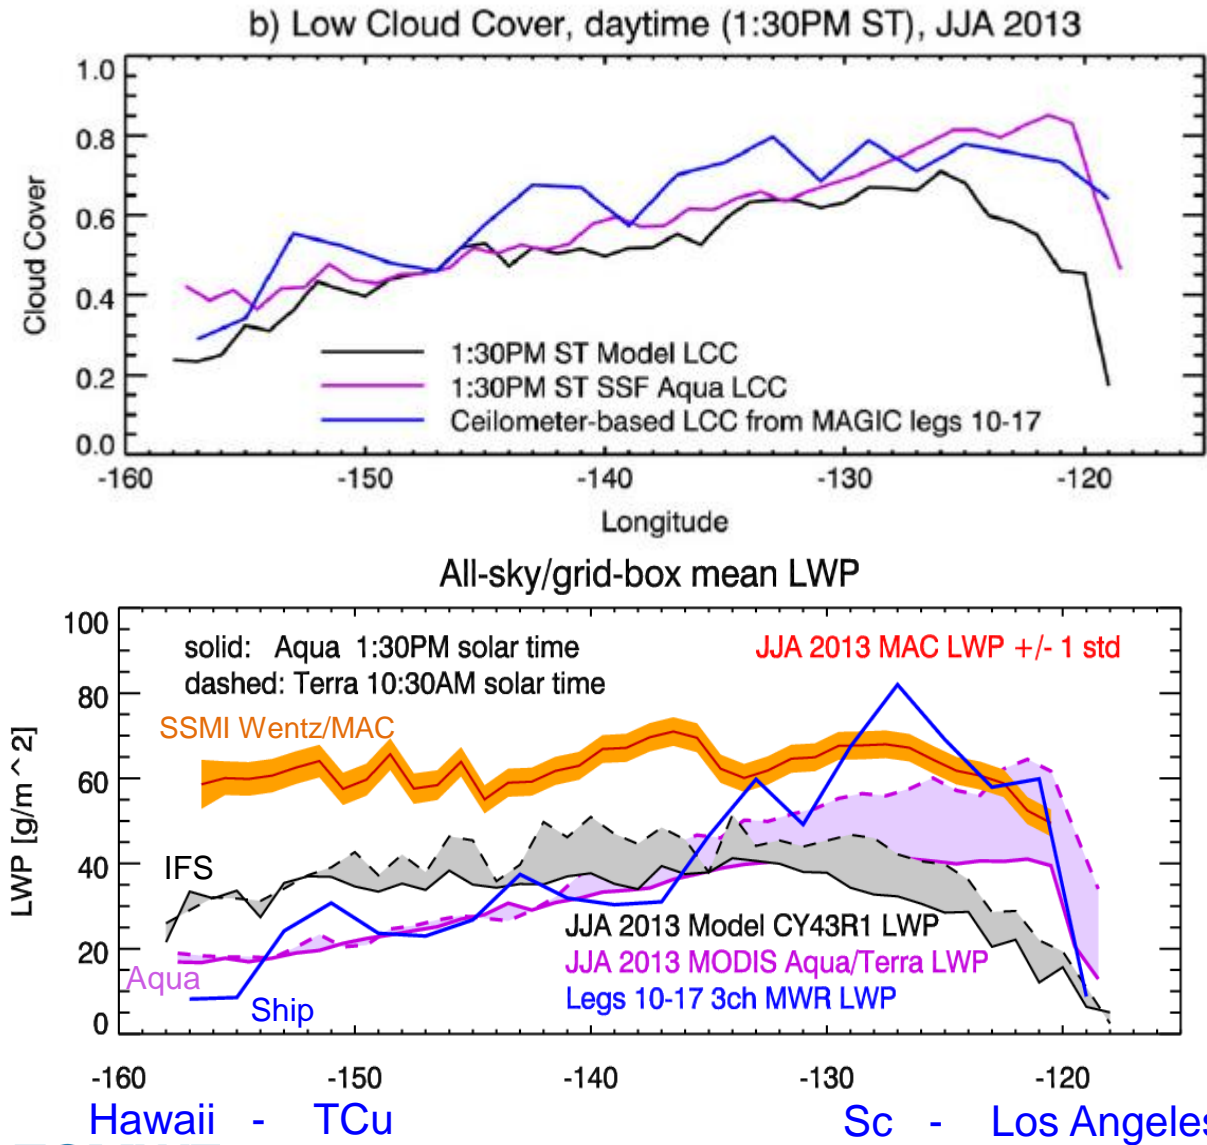 b) Low Cloud Cover, daytime (1:30PM ST), JJA 2013
1.0
0.8
0.6
0.4
0.2
0.0
Cloud Cover
1:30PM ST Model LCC
1:30PM ST SSF Aqua LCC
Ceilometer-based LCC from MAGIC legs 10-17
-160 -150 -140 -130 -120
Longitude
All-sky/grid-box mean LWP
100
80
60
40
20
0
LWP [g/m^2]
solid: Aqua 1:30PM solar time
dashed: Terra 10:30AM solar time
JJA 2013 MAC LWP +/- 1 std
SSMI Wentz/MAC
IFS
Aqua
Ship
JJA 2013 Model CY43R1 LWP
JJA 2013 MODIS Aqua/Terra LWP
Legs 10-17 3ch MWR LWP
-160 -150 -140 -130 -120
Hawaii - TCu Sc - Los Angeles